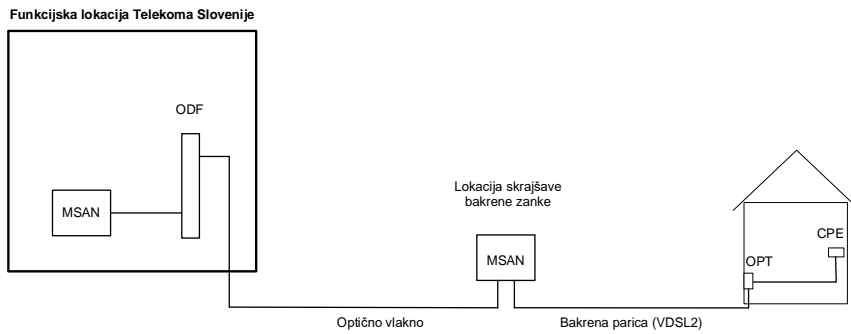 Funkcijska lokacija Telekoma Slovenije
ODF
MSAN
Lokacija skrajšave
bakrene zanke
MSAN
CPE
OPT
Optično vlakno
Bakrena parica (VDSL2)